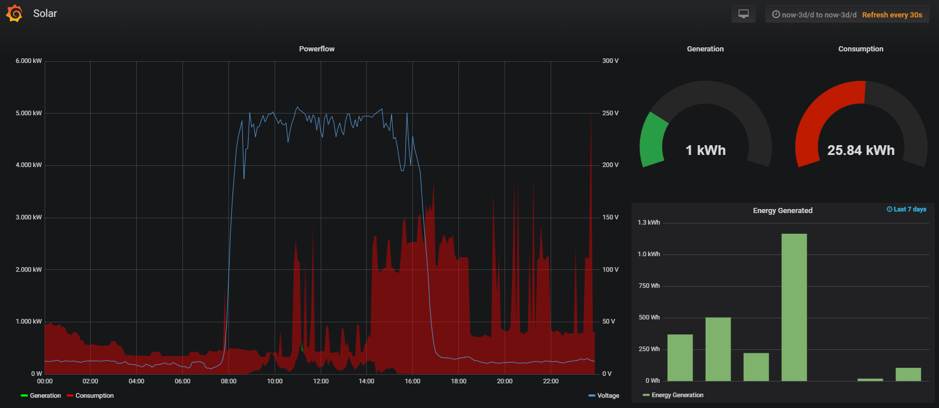 Solar
now-3d/d to now-3d/d Refresh every 30s
Powerflow
6.000 kW
5.000 kW
4.000 kW
3.000 kW
2.000 kW
1.000 kW
0 W
300 V
250 V
200 V
150 V
100 V
50 V
0 V
00:00 02:00 04:00 06:00 08:00 10:00 12:00 14:00 16:00 18:00 20:00 22:00
Generation Consumption Voltage
Generation
1 kWh
Consumption
25.84 kWh
Energy Generated
Last 7 days
1.3 kWh
1.0 kWh
750 Wh
500 Wh
250 Wh
0 Wh
Energy Generation